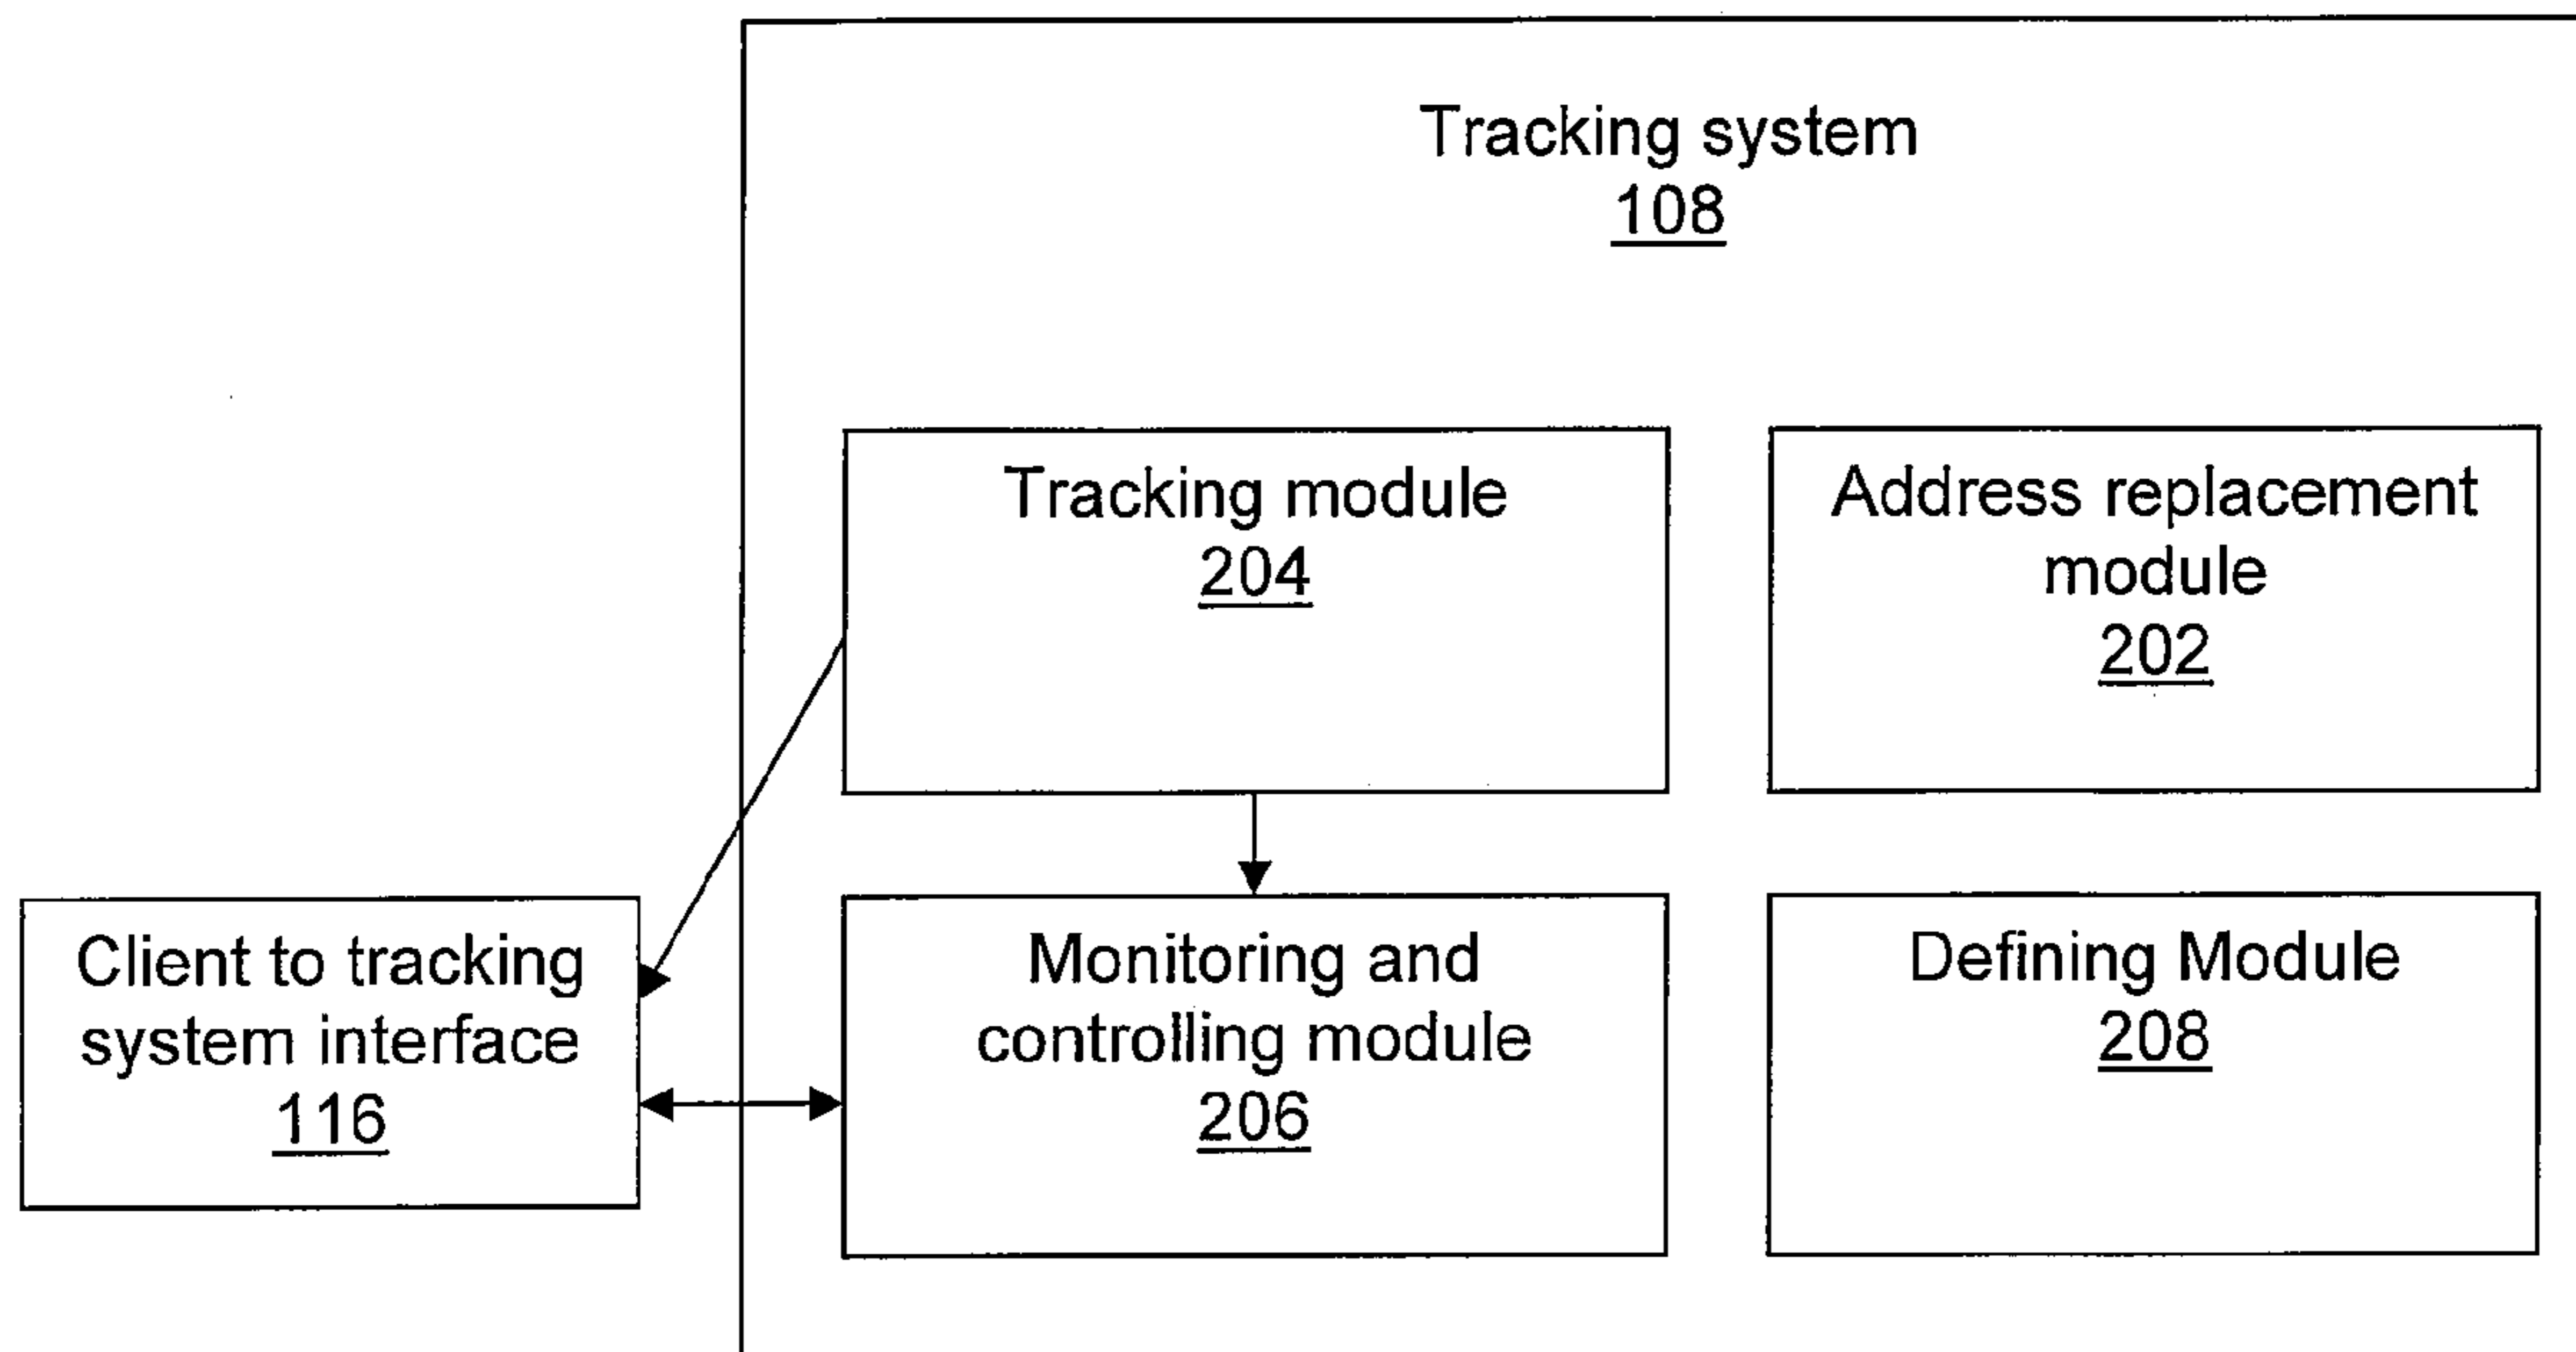 Tracking system
108
Tracking module
204
Address replacement
module
202
Client to tracking
system interface
116
Monitoring and
controlling module
206
Defining Module
208